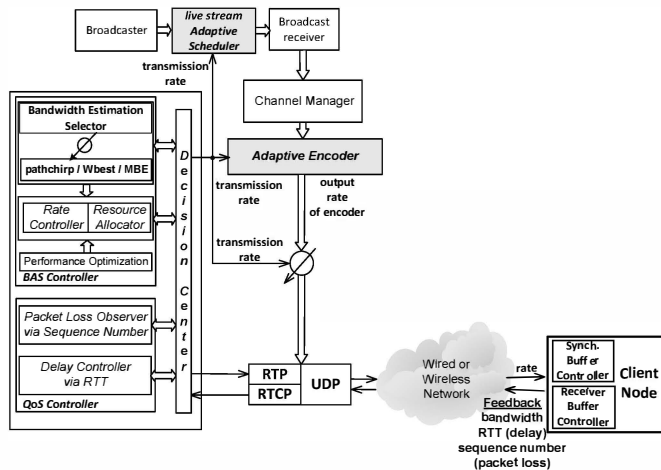 Broadcaster
live stream
Adaptive
Scheduler
Broadcast
receiver
transmission
rate
Channel Manager
Bandwidth Estimation
Selector
pathchirp / Wbest / MBE
Rate
Controller
Resource
Allocator
Performance Optimization
BAS Controller
Packet Loss Observer
via Sequence Number
Delay Controller
via RTT
QoS Controller
Decision Center
Adaptive Encoder
transmission
rate
output
rate
of encoder
transmission
rate
RTP
RTCP
UDP
Wired or
Wireless
Network
rate
Feedback
bandwidth
RTT (delay)
sequence number
(packet loss)
Synch.
Buffer
Controller
Receiver
Buffer
Controller
Client
Node